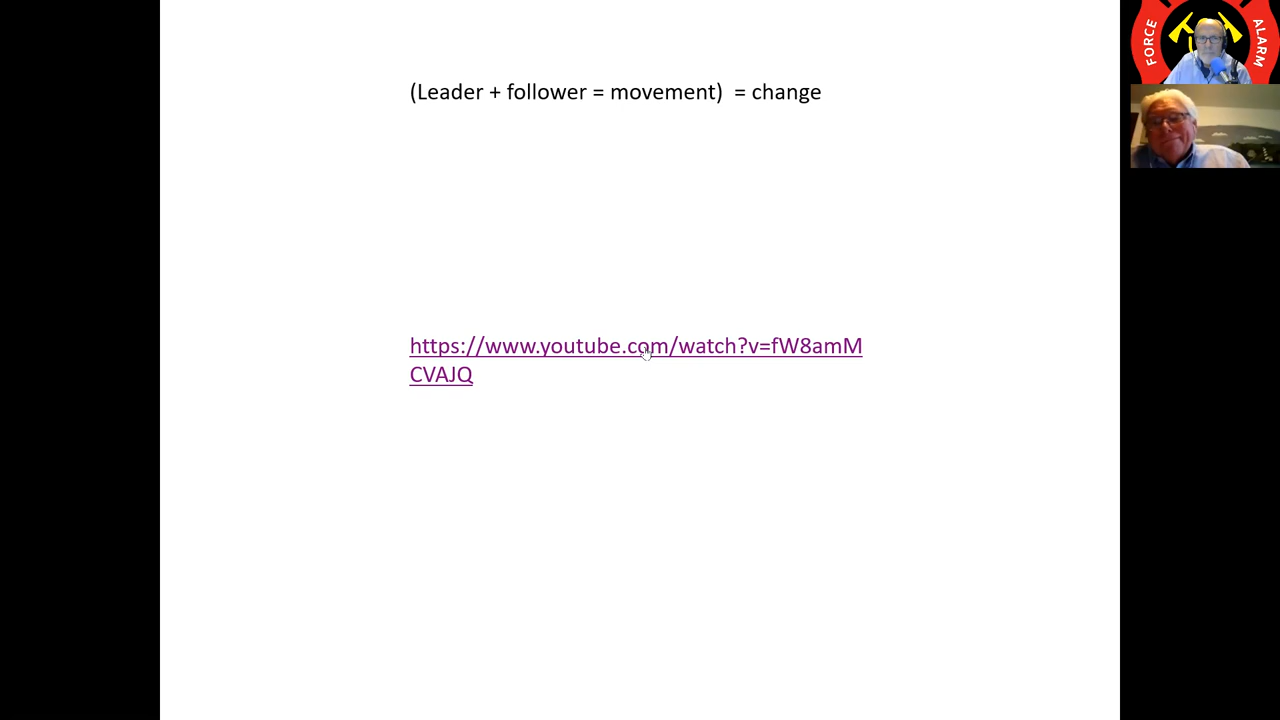 (Leader + follower = movement)  = change
https://www.youtube.com/watch?v=fW8amM
CVAJQ
FORCE
ALARM